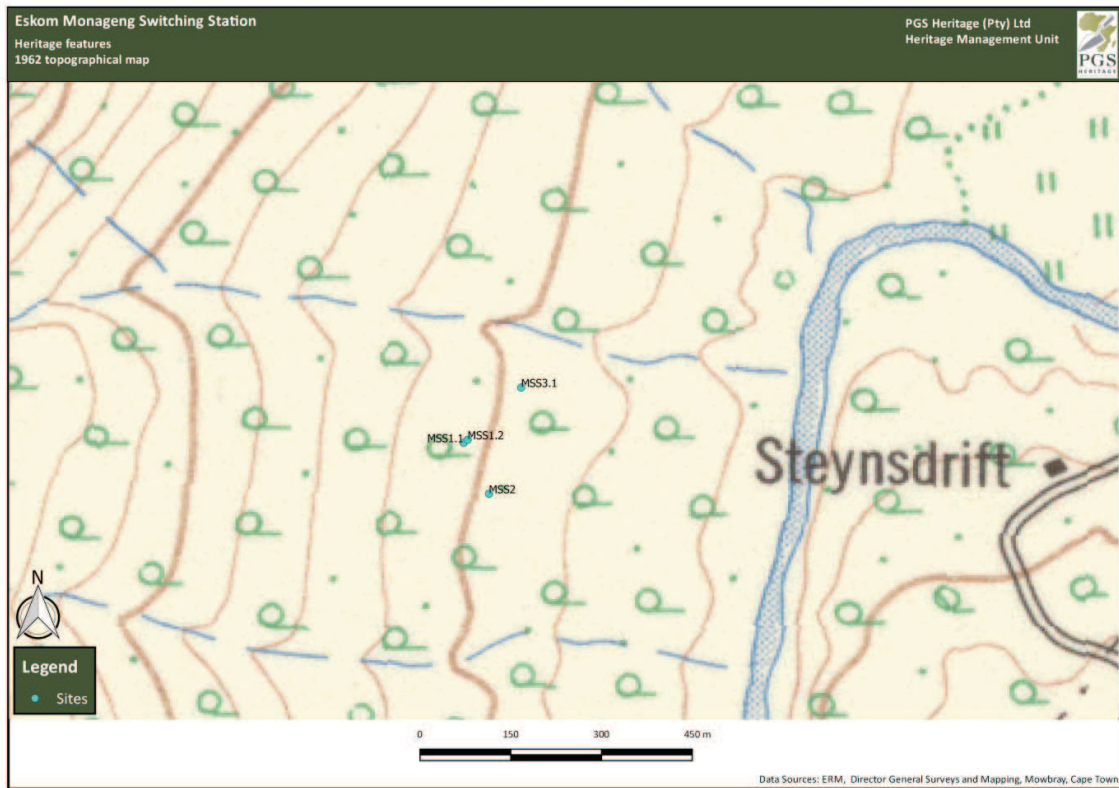 Eskom Monageng Switching Station
Heritage features
1962 topographical map
PGS Heritage (Pty) Ltd
Heritage Management Unit
PGS
HERITAGE
MSS3.1
MSS1.1 MSS1.2
MSS2
Steynsdrift
N
Legend
Sites
0 150 300 450 m
Data Sources: ERM, Director General Surveys and Mapping, Mowbray, Cape Town